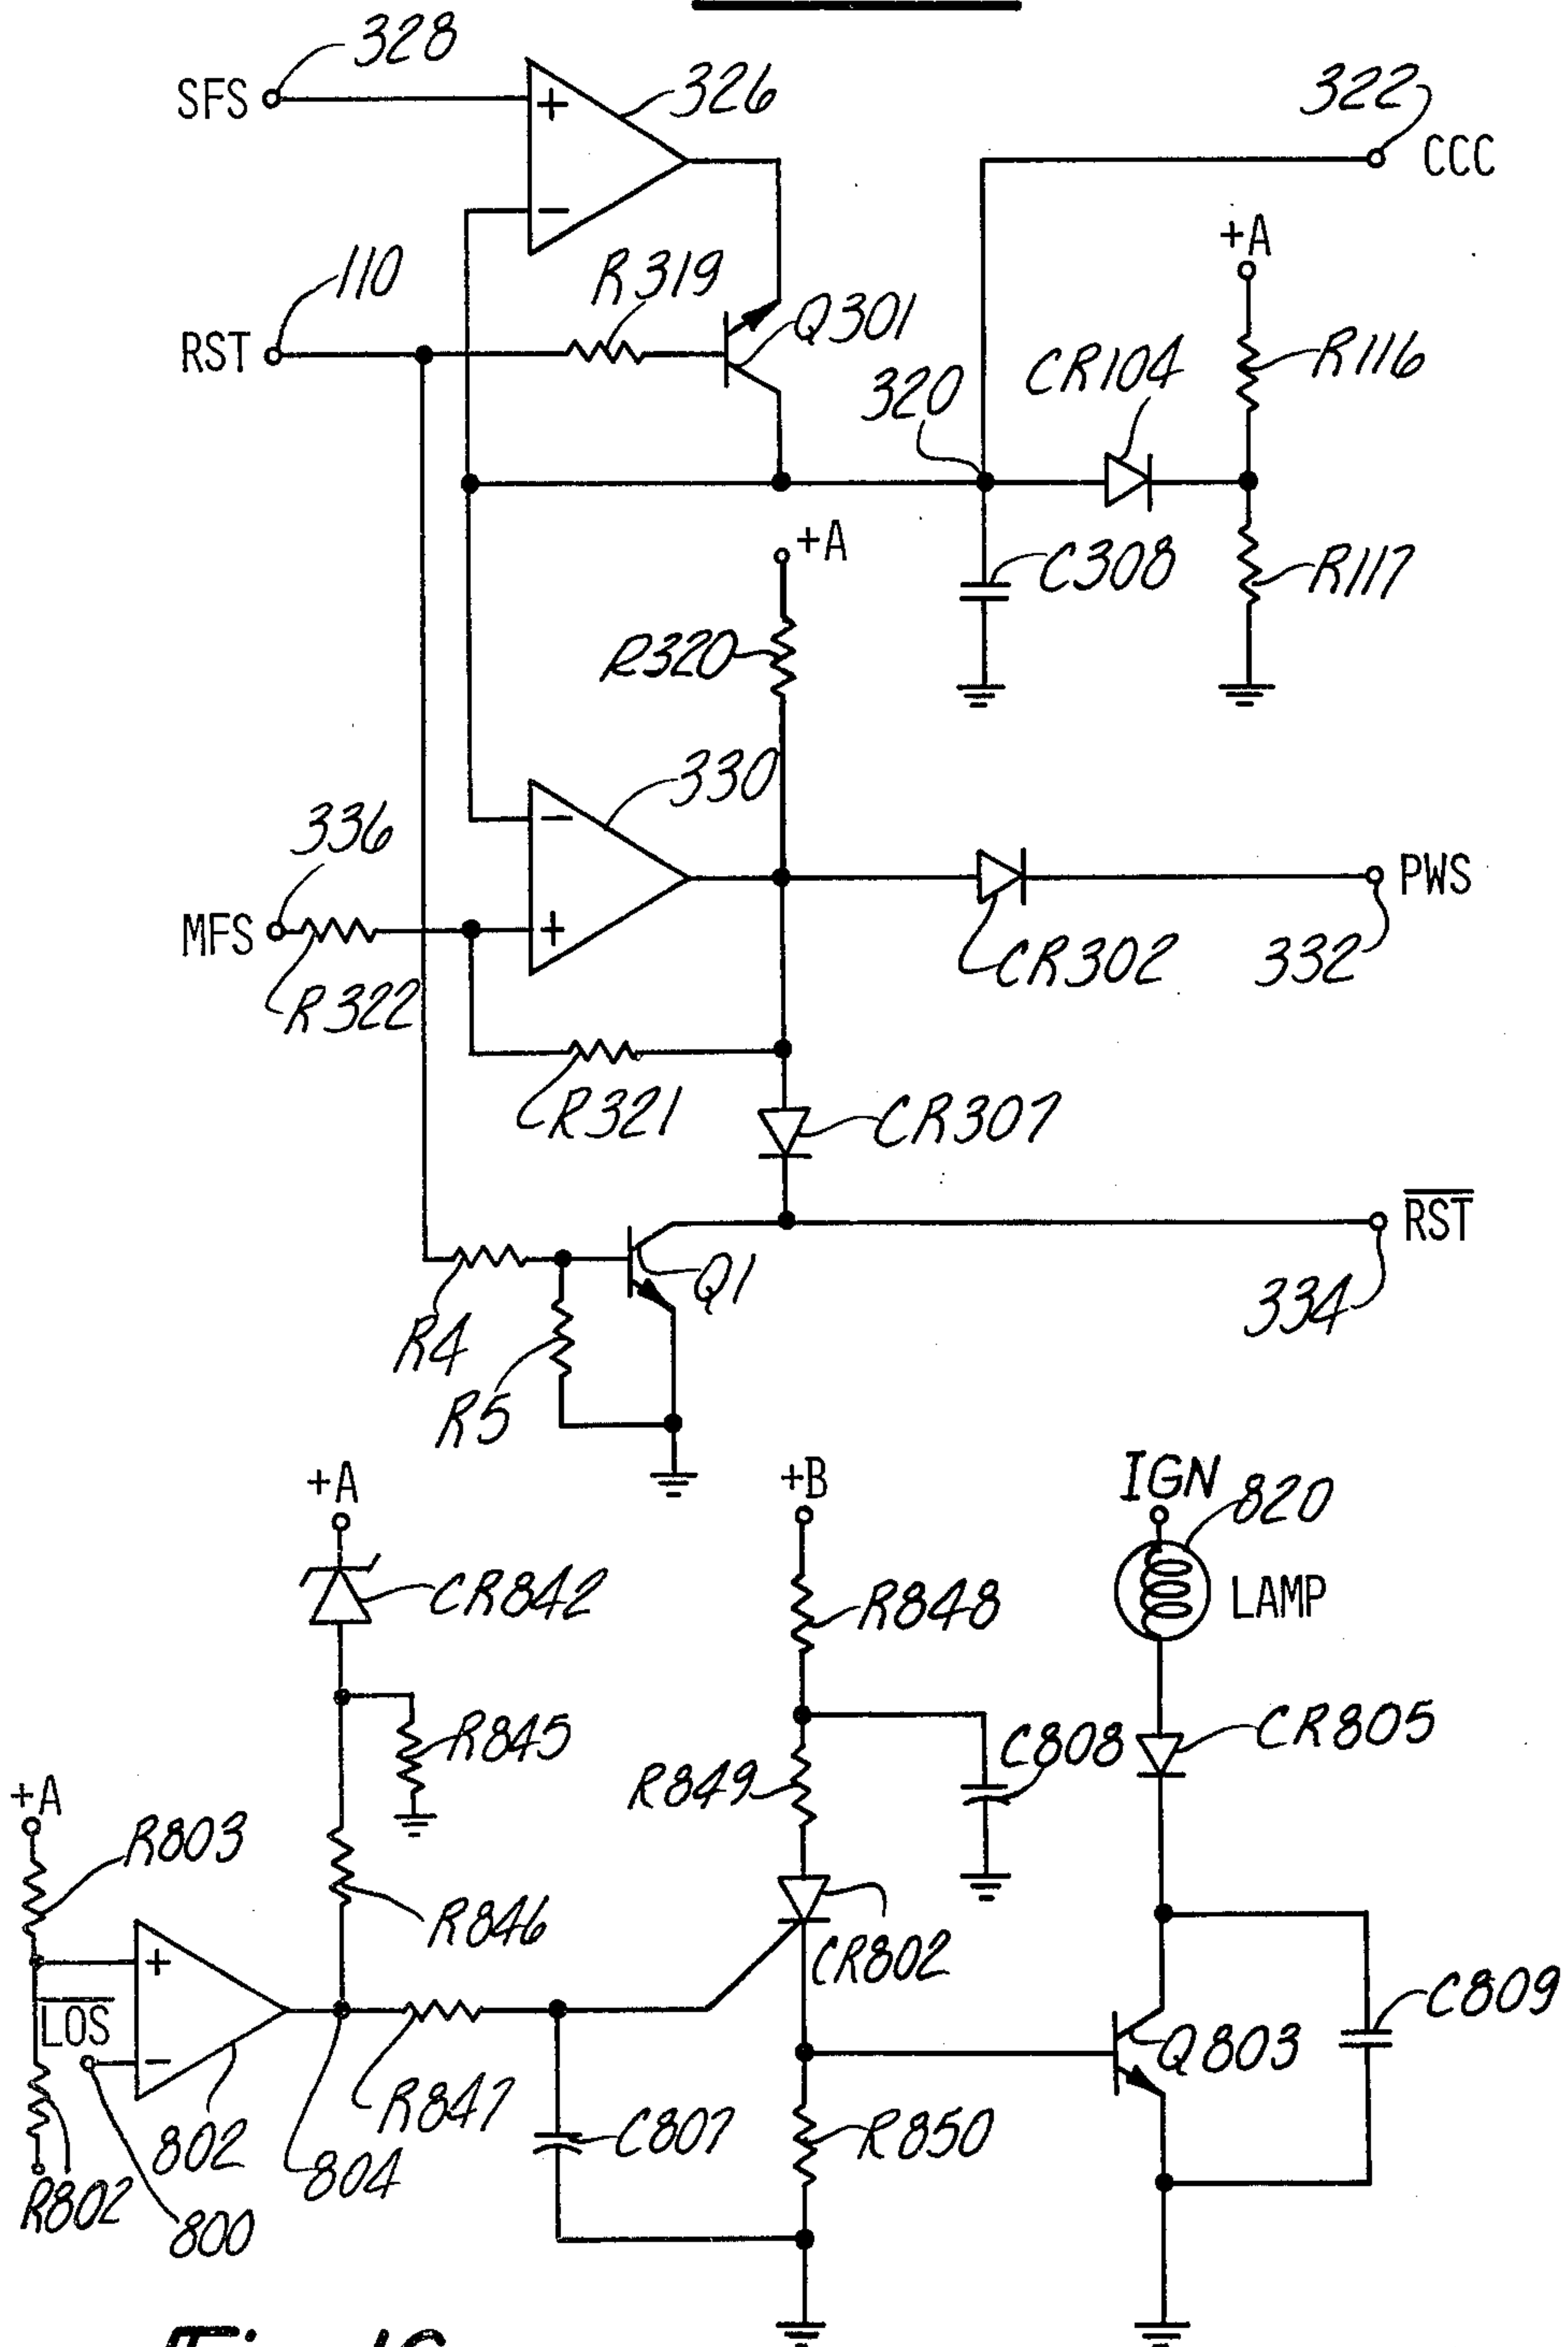 328
SFS
326
+
322
CCC
−
+A
110
R319
RST
Q301
R116
320
CR104
+A
C308
R117
R320
330
336
−
PWS
MFS
+
CR302
332
R322
R321
CR307
RST
Q1
334
R4
R5
+A
+B
IGN
820
CR842
R848
LAMP
R845
C808
CR805
+A
R849
R803
R846
+
CR802
C809
LOS
Q803
−
R847
C807
R850
802
804
R802
800